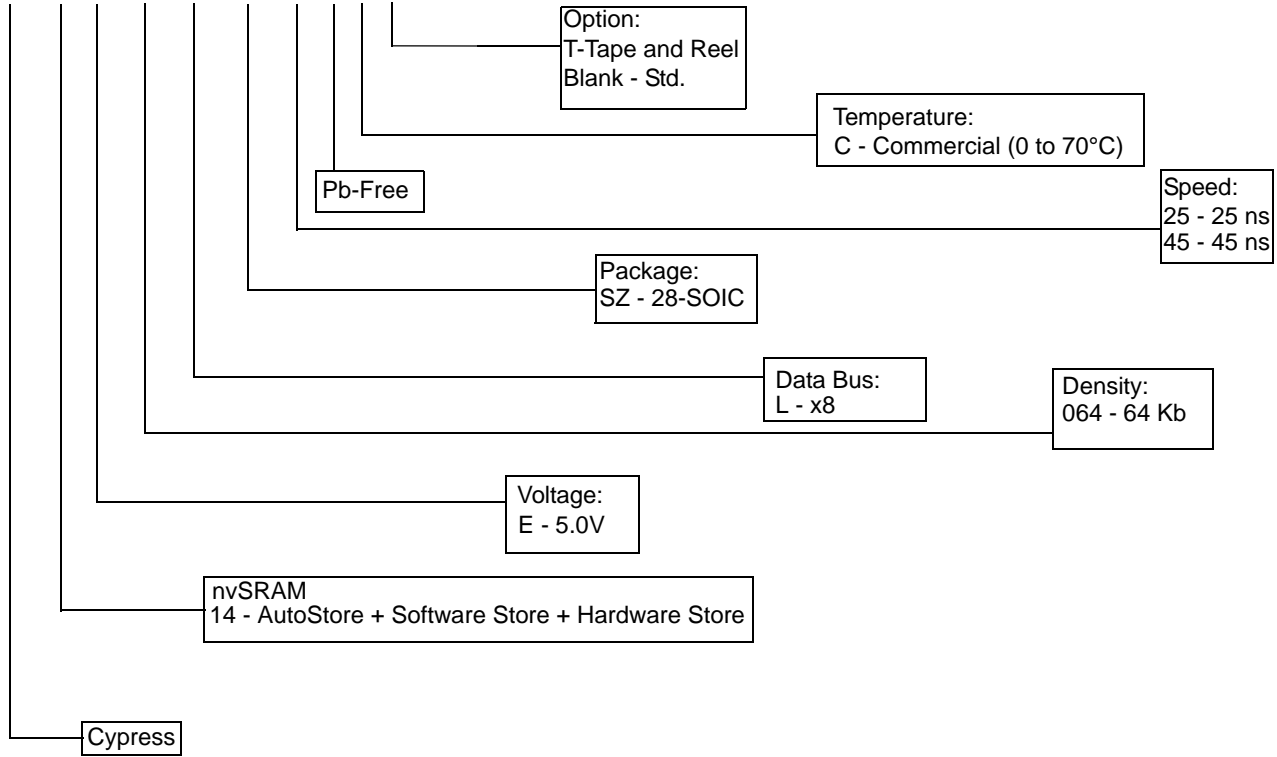 Option:
T-Tape and Reel
Blank - Std.
Temperature:
C - Commercial (0 to 70°C)
Pb-Free
Speed:
25 - 25 ns
45 - 45 ns
Package:
SZ - 28-SOIC
Data Bus:
L - x8
Density:
064 - 64 Kb
Voltage:
E - 5.0V
nvSRAM
14 - AutoStore + Software Store + Hardware Store
Cypress